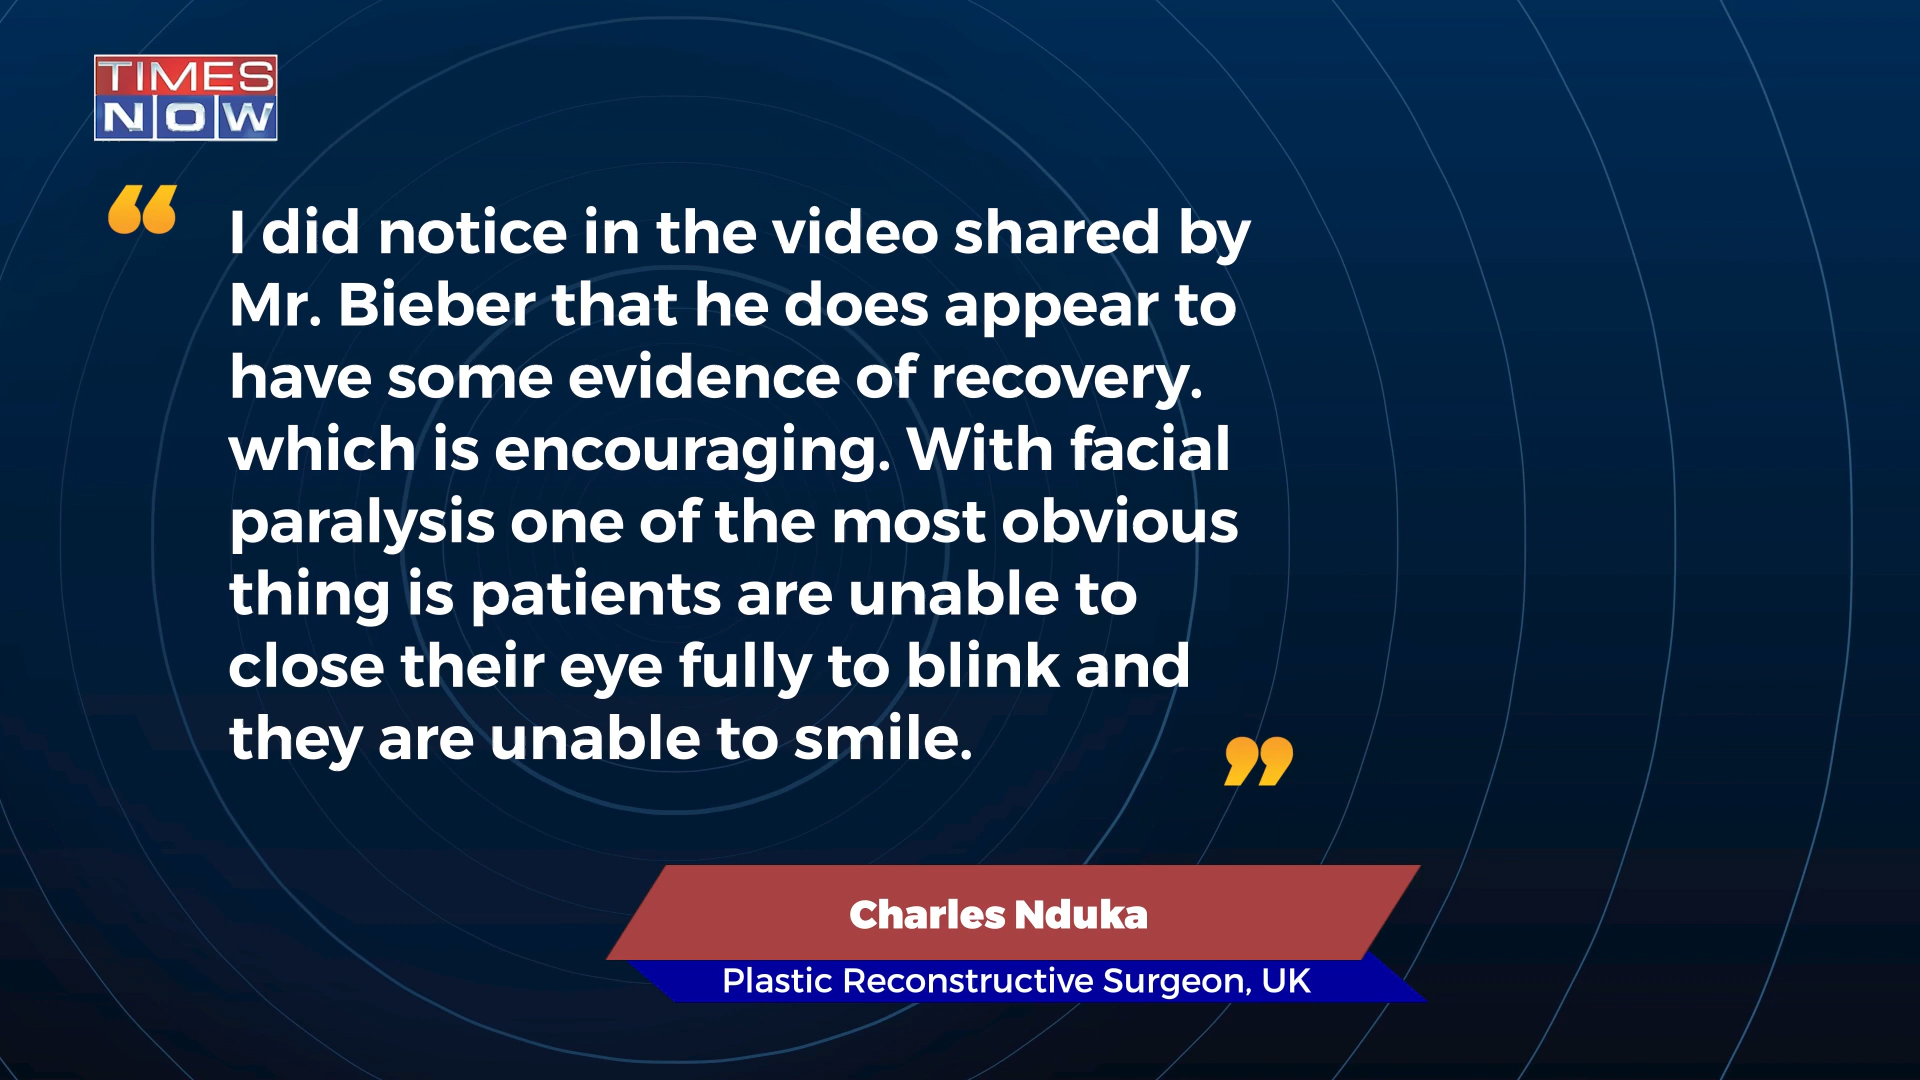 TIMES
NOW
“
I did notice in the video shared by
Mr. Bieber that he does appear to
have some evidence of recovery.
which is encouraging. With facial
paralysis one of the most obvious
thing is patients are unable to
close their eye fully to blink and
they are unable to smile.
”
Charles Nduka
Plastic Reconstructive Surgeon, UK